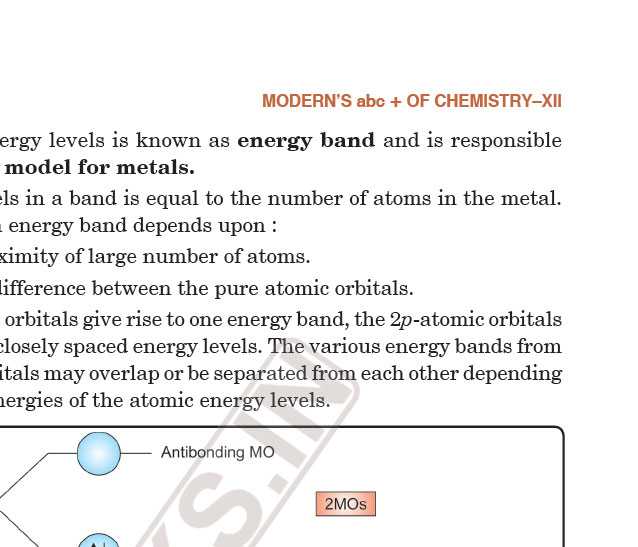 MODERN'S abc + OF CHEMISTRY–XII
ergy levels is known as energy band and is responsible
model for metals.
els in a band is equal to the number of atoms in the metal.
energy band depends upon :
ximity of large number of atoms.
difference between the pure atomic orbitals.
orbitals give rise to one energy band, the 2p-atomic orbitals
closely spaced energy levels. The various energy bands from
itals may overlap or be separated from each other depending
nergies of the atomic energy levels.
Antibonding MO
2MOs
KS.IN